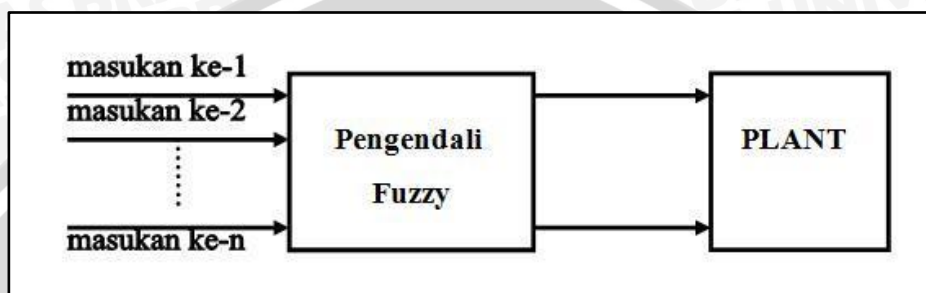 masukan ke-1
masukan ke-2
masukan ke-n
Pengendali
Fuzzy
PLANT